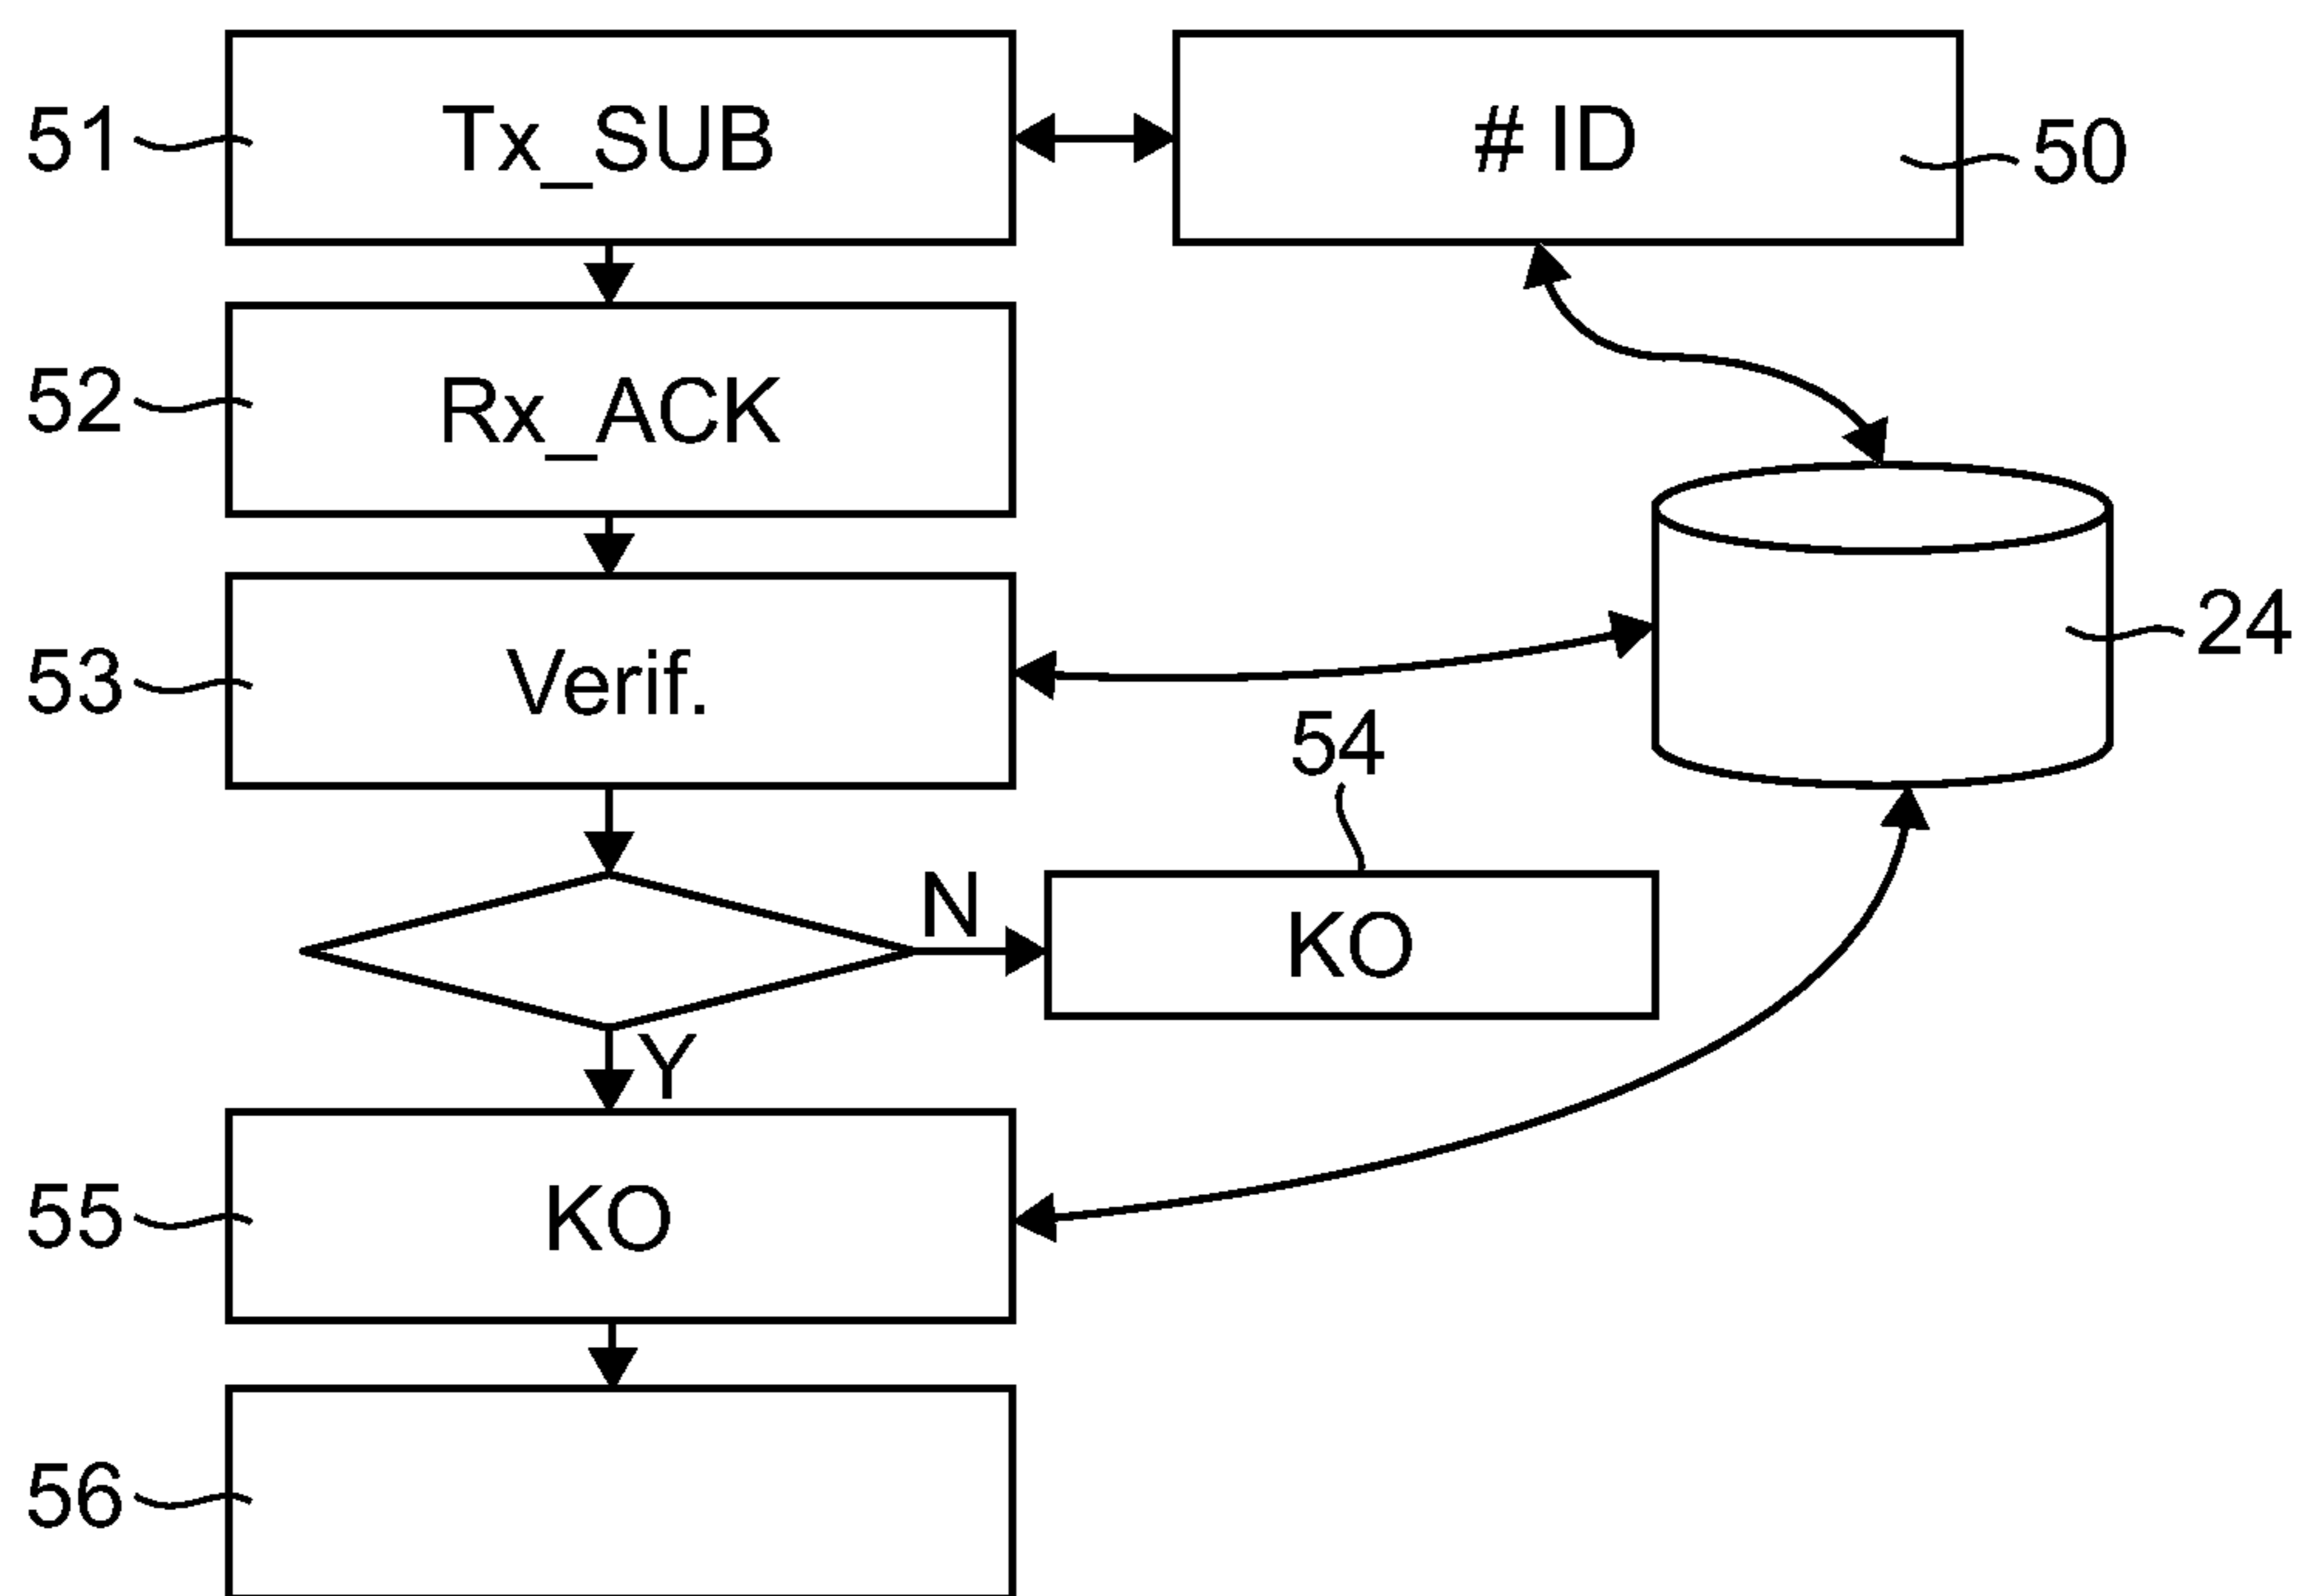 51
Tx_SUB
# ID
50
52
Rx_ACK
53
Verif.
24
54
N
KO
Y
55
KO
56